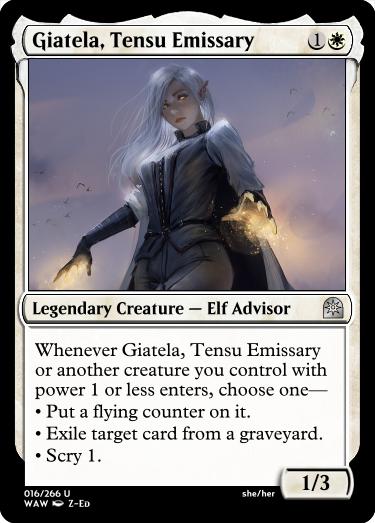 Giatela, Tensu Emissary 1
Legendary Creature — Elf Advisor
Whenever Giatela, Tensu Emissary
or another creature you control with
power 1 or less enters, choose one—
• Put a flying counter on it.
• Exile target card from a graveyard.
• Scry 1.
1/3
016/266 U she/her
WAW Z-ED